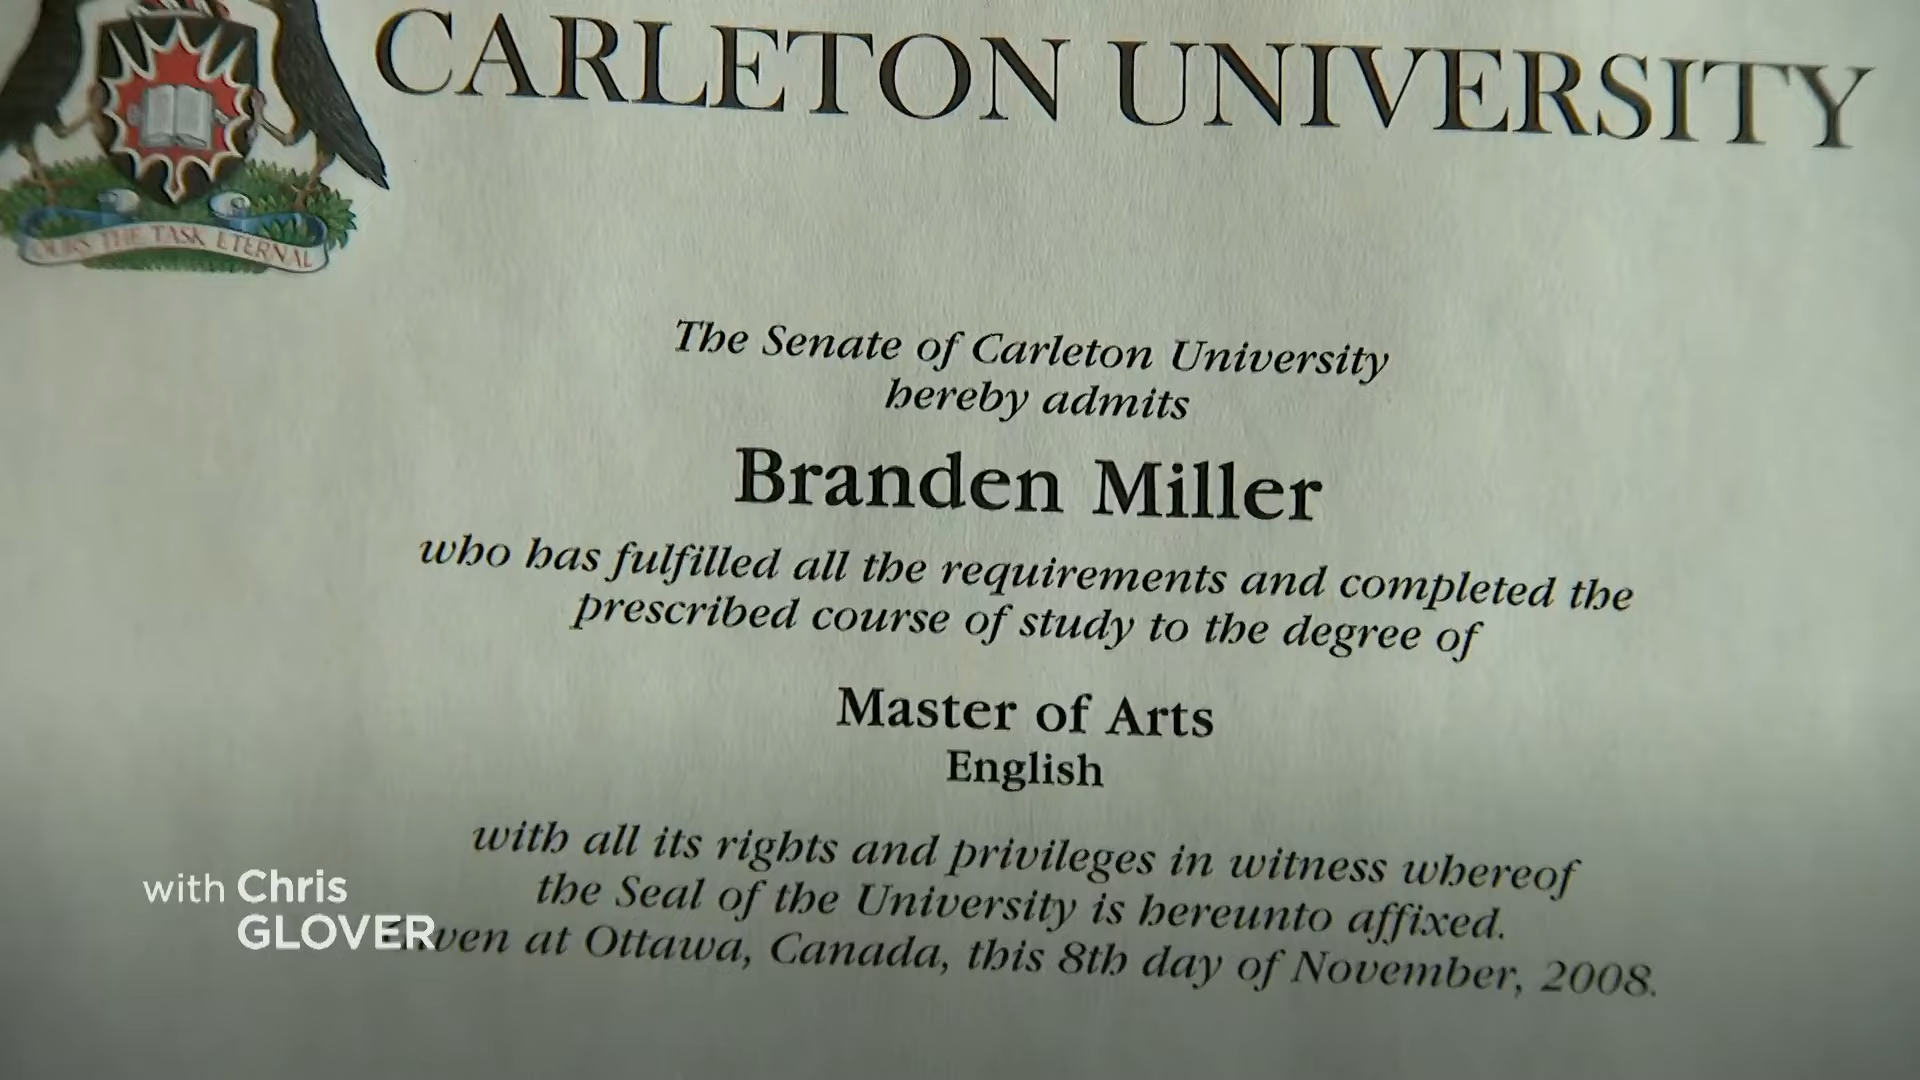 CARLETON UNIVERSITY
OURS THE TASK ETERNAL
The Senate of Carleton University
hereby admits
Branden Miller
who has fulfilled all the requirements and completed the
prescribed course of study to the degree of
Master of Arts
English
with all its rights and privileges in witness whereof
the Seal of the University is hereunto affixed.
Given at Ottawa, Canada, this 8th day of November, 2008.
with Chris
GLOVER